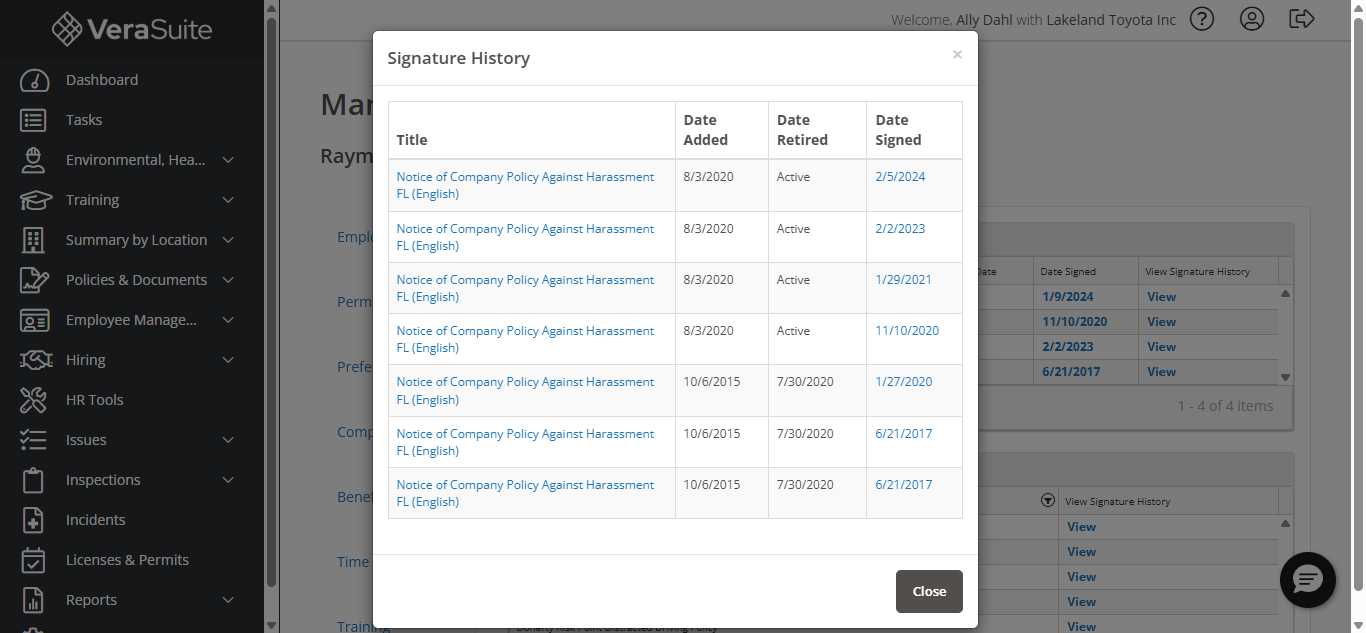 VeraSuite
Dashboard
Tasks
Environmental, Hea...
Training
Summary by Location
Policies & Documents
Employee Manage...
Hiring
HR Tools
Issues
Inspections
Incidents
Licenses & Permits
Reports
Welcome, Ally Dahl with Lakeland Toyota Inc
Signature History
×
Title Date Added Date Retired Date Signed
Notice of Company Policy Against Harassment FL (English) 8/3/2020 Active 2/5/2024
Notice of Company Policy Against Harassment FL (English) 8/3/2020 Active 2/2/2023
Notice of Company Policy Against Harassment FL (English) 8/3/2020 Active 1/29/2021
Notice of Company Policy Against Harassment FL (English) 8/3/2020 Active 11/10/2020
Notice of Company Policy Against Harassment FL (English) 10/6/2015 7/30/2020 1/27/2020
Notice of Company Policy Against Harassment FL (English) 10/6/2015 7/30/2020 6/21/2017
Notice of Company Policy Against Harassment FL (English) 10/6/2015 7/30/2020 6/21/2017
Close
Raym
Perm
Prefe
Comp
Benef
Time
Training
Date Date Signed View Signature History
1/9/2024 View
11/10/2020 View
2/2/2023 View
6/21/2017 View
1 - 4 of 4 items
View Signature History
View
View
View
View
View